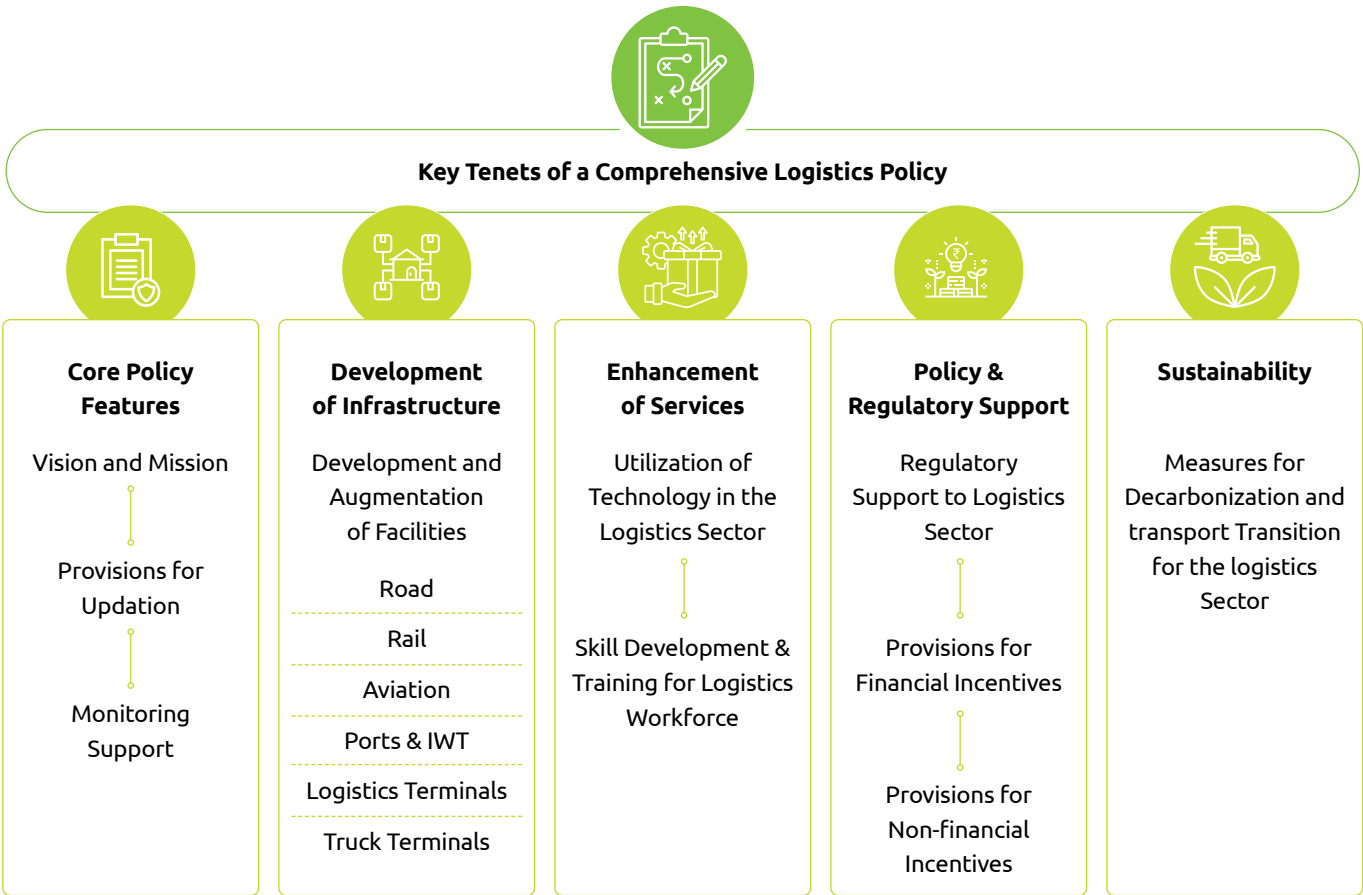 Key Tenets of a Comprehensive Logistics Policy
Core Policy
Features
Vision and Mission
Provisions for
Updation
Monitoring
Support
Development
of Infrastructure
Development and
Augmentation
of Facilities
Road
Rail
Aviation
Ports & IWT
Logistics Terminals
Truck Terminals
Enhancement
of Services
Utilization of
Technology in the
Logistics Sector
Skill Development &
Training for Logistics
Workforce
Policy &
Regulatory Support
Regulatory
Support to Logistics
Sector
Provisions for
Financial Incentives
Provisions for
Non-financial
Incentives
Sustainability
Measures for
Decarbonization and
transport Transition
for the logistics
Sector